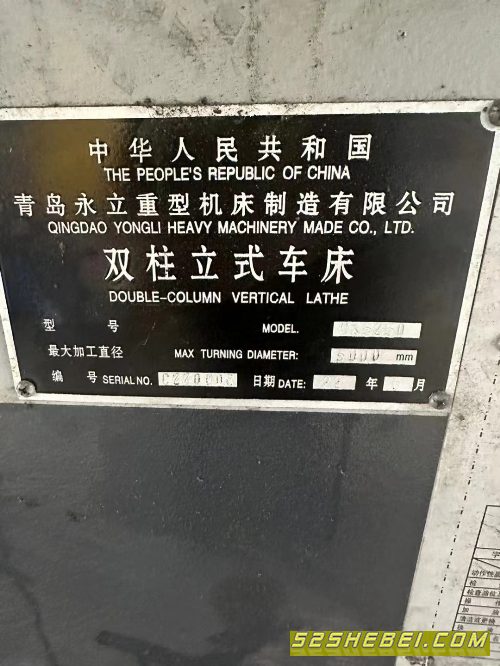 中华人民共和国
THE PEOPLE'S REPUBLIC OF CHINA
青岛永立重型机床制造有限公司
QINGDAO YONGLI HEAVY MACHINERY MADE CO., LTD.
双柱立式车床
DOUBLE-COLUMN VERTICAL LATHE
型 号 MODEL:
最大加工直径 MAX TURNING DIAMETER: 5000 mm
编 号 SERIAL NO. 日期 DATE: 年 月
52SHEBEI.COM